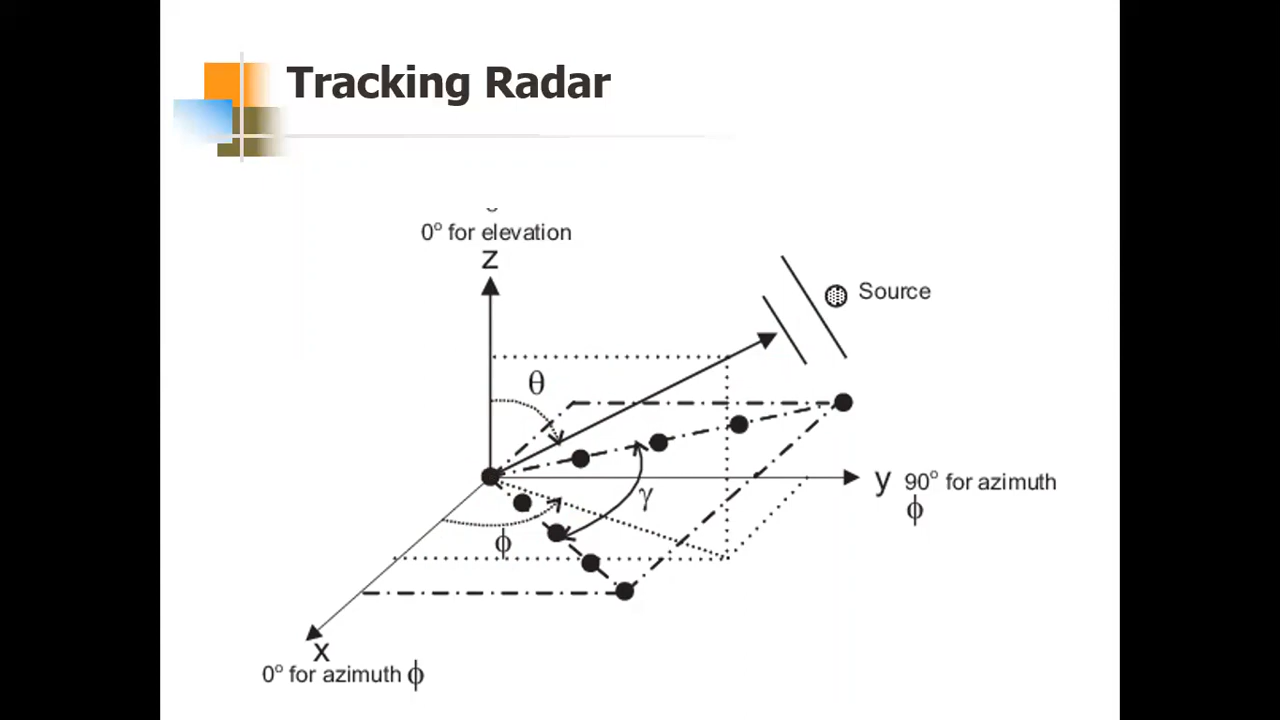 Tracking Radar
0° for elevation
z
Source
θ
y 90° for azimuth
ϕ
γ
ϕ
x
0° for azimuth ϕ